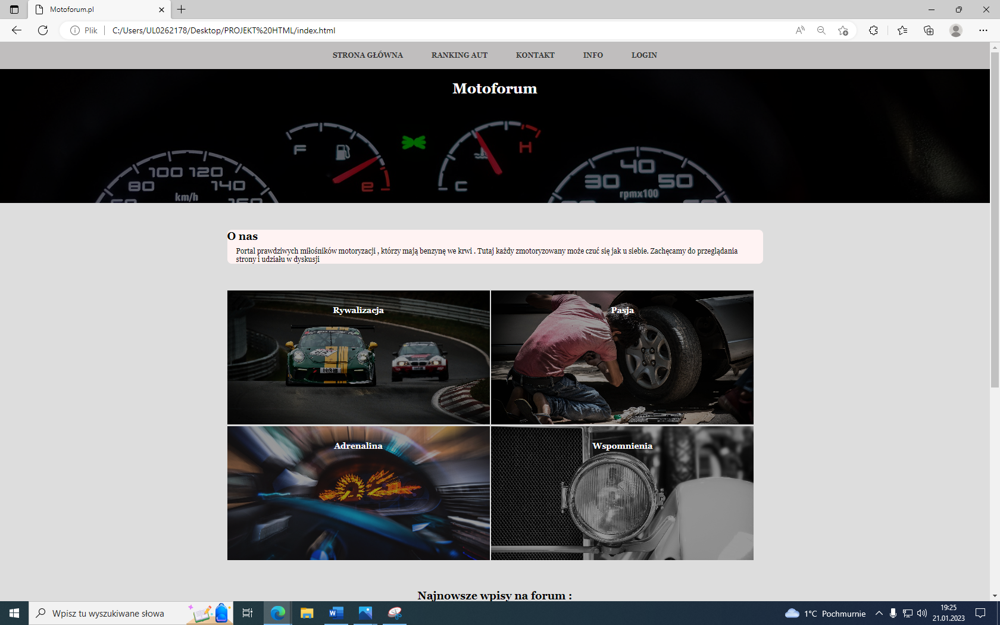 Motoforum.pl
Plik
C:/Users/UL0262178/Desktop/PROJEKT%20HTML/index.html
STRONA GŁÓWNA RANKING AUT KONTAKT INFO LOGIN
Motoforum
F
e
C
H
80 100 120 140 160
km/h
30 40 50
rpmx100
O nas
Portal prawdziwych miłośników motoryzacji , którzy mają benzynę we krwi . Tutaj każdy zmotoryzowany może czuć się jak u siebie. Zachęcamy do przeglądania
strony i udziału w dyskusji
Rywalizacja
Pasja
Adrenalina
Wspomnienia
Najnowsze wpisy na forum :
Wpisz tu wyszukiwane słowa
1°C Pochmurnie
19:25
21.01.2023